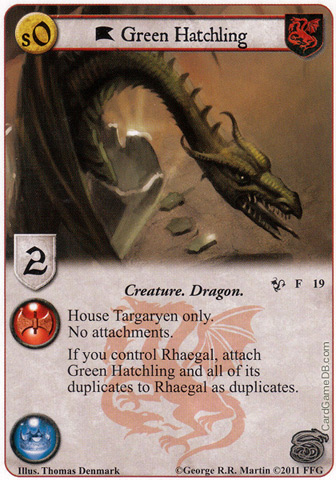 s0
Green Hatchling
2
Creature. Dragon.
F 19
House Targaryen only.
No attachments.
If you control Rhaegal, attach
Green Hatchling and all of its
duplicates to Rhaegal as duplicates.
CardGameDB.com
Illus. Thomas Denmark
©George R.R. Martin ©2011 FFG